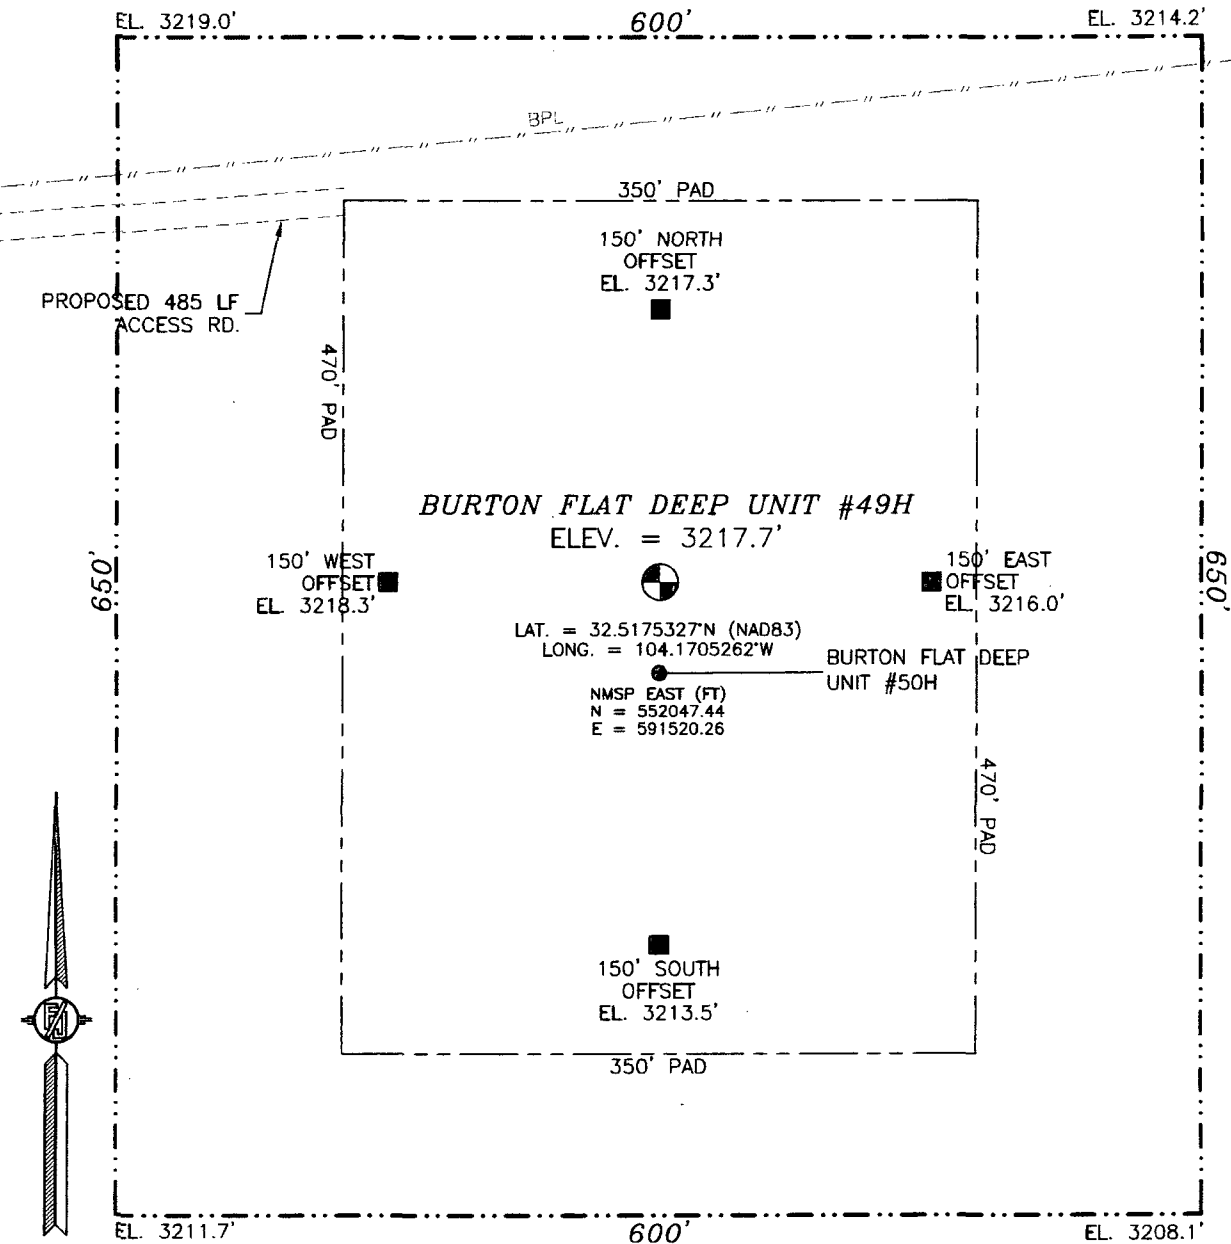 EL. 3219.0'
600'
EL. 3214.2'
BPL
350' PAD
150' NORTH
OFFSET
EL. 3217.3'
PROPOSED 485 LF
ACCESS RD.
470' PAD
BURTON FLAT DEEP UNIT #49H
ELEV. = 3217.7'
150' WEST
OFFSET
EL. 3218.3'
650'
150' EAST
OFFSET
EL. 3216.0'
650'
LAT. = 32.5175327°N (NAD83)
LONG. = 104.1705262°W
BURTON FLAT DEEP
UNIT #50H
NMSP EAST (FT)
N = 552047.44
E = 591520.26
470' PAD
150' SOUTH
OFFSET
EL. 3213.5'
350' PAD
EL. 3211.7'
600'
EL. 3208.1'